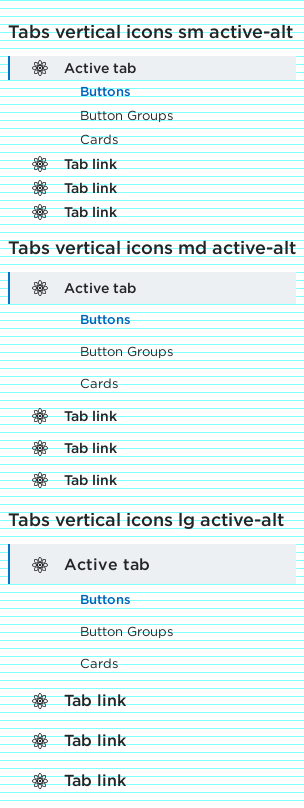 Tabs vertical icons sm active-alt
Active tab
Buttons
Button Groups
Cards
Tab link
Tab link
Tab link
Tabs vertical icons md active-alt
Active tab
Buttons
Button Groups
Cards
Tab link
Tab link
Tab link
Tabs vertical icons lg active-alt
Active tab
Buttons
Button Groups
Cards
Tab link
Tab link
Tab link